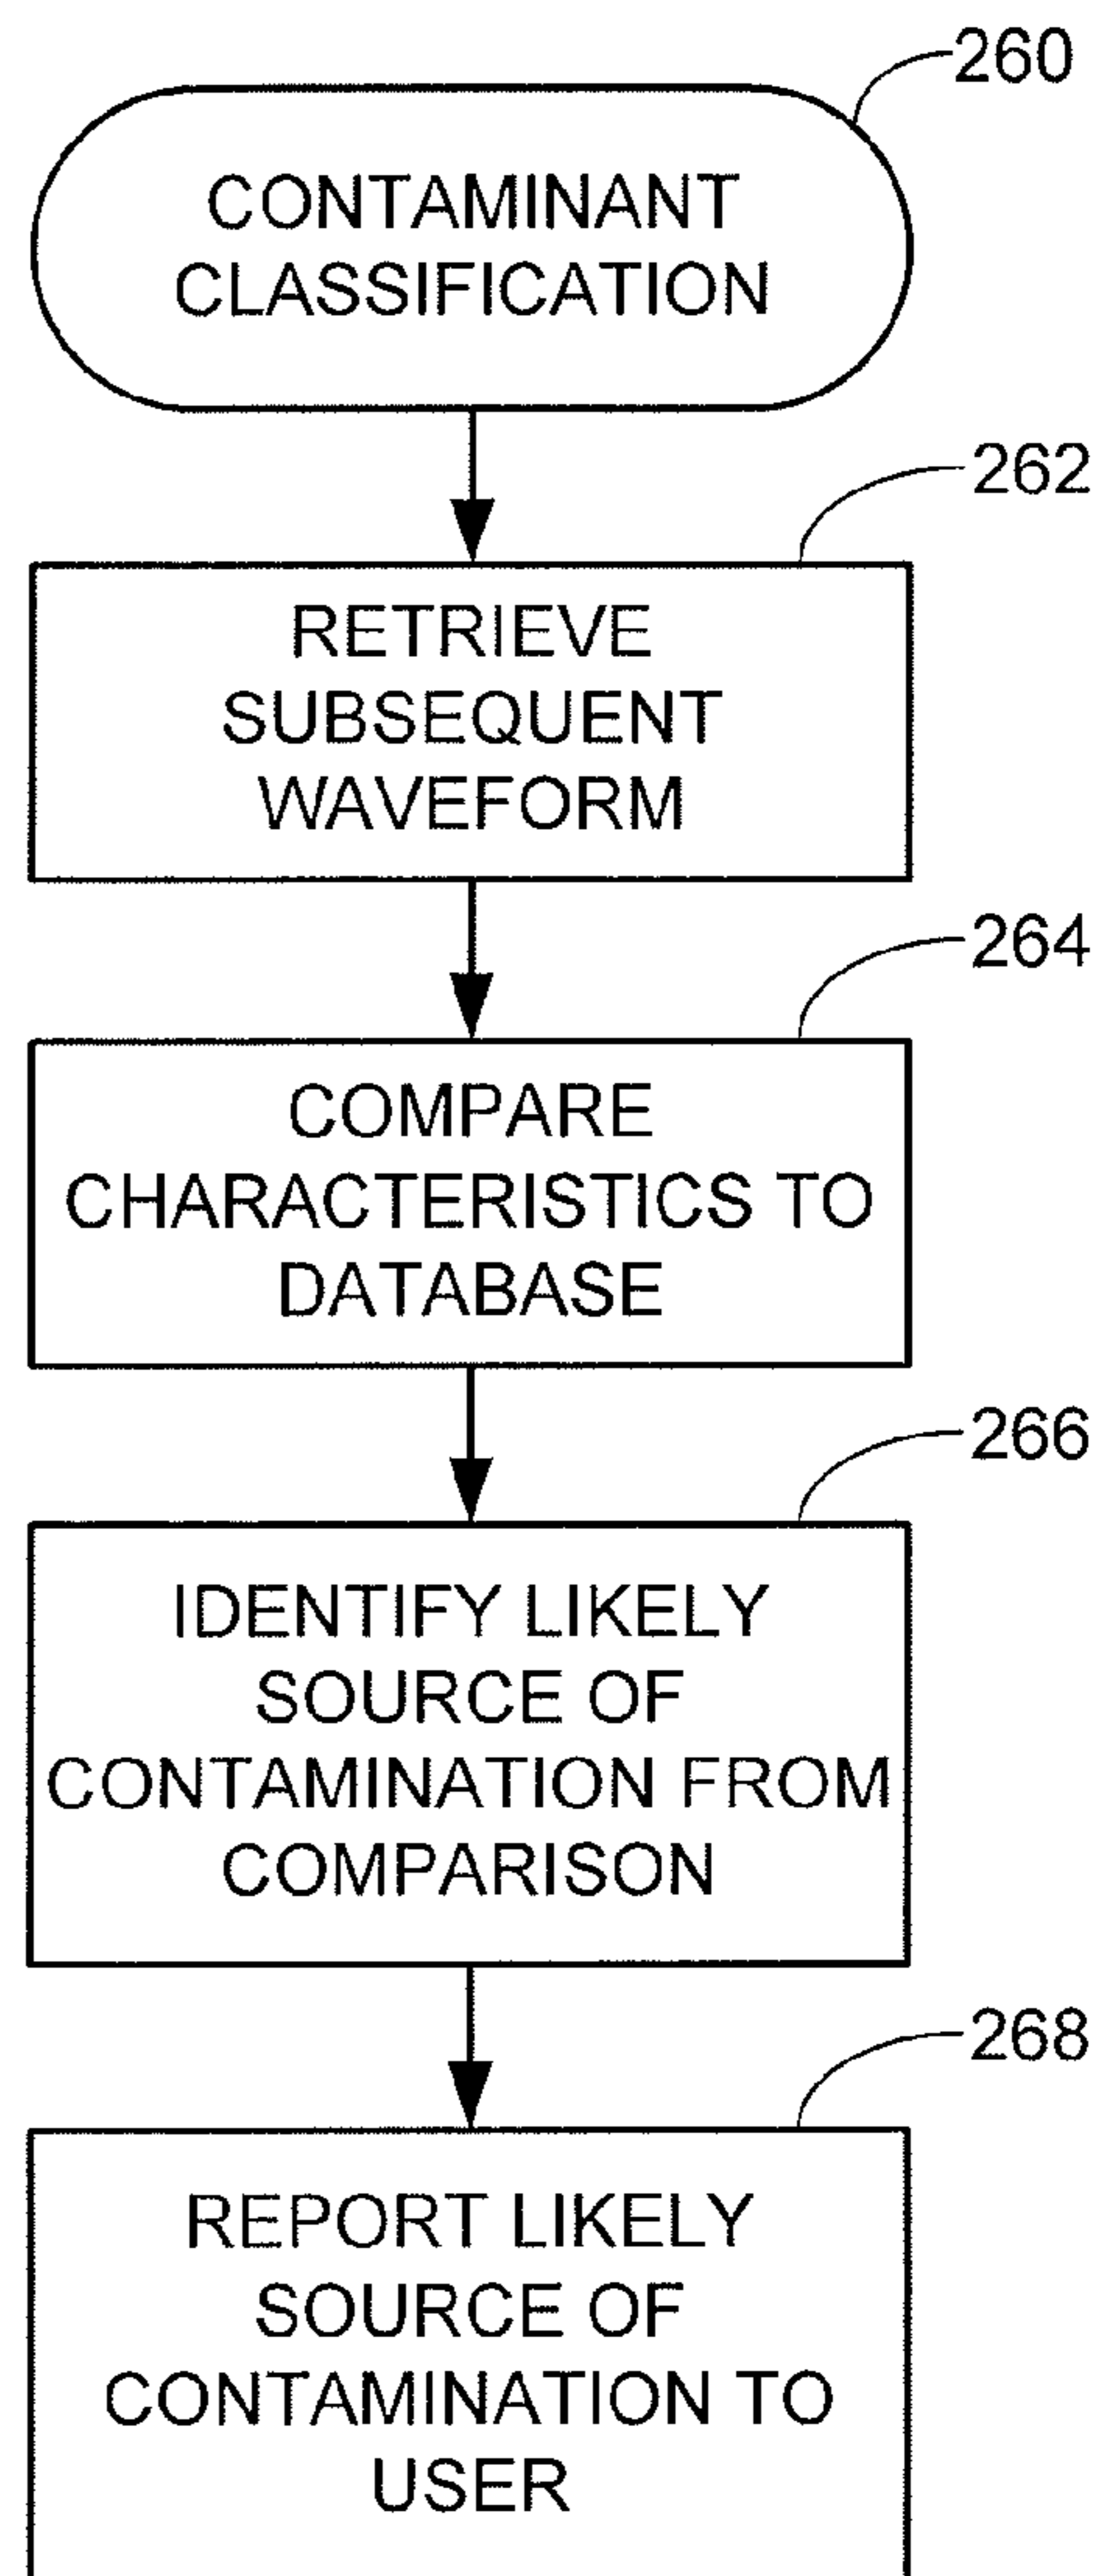 260
CONTAMINANT
CLASSIFICATION
262
RETRIEVE
SUBSEQUENT
WAVEFORM
264
COMPARE
CHARACTERISTICS TO
DATABASE
266
IDENTIFY LIKELY
SOURCE OF
CONTAMINATION FROM
COMPARISON
268
REPORT LIKELY
SOURCE OF
CONTAMINATION TO
USER